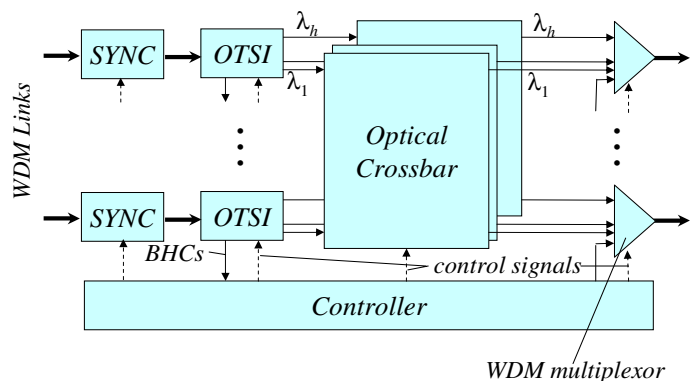 WDM Links
SYNC
OTSI
λh
λ1
Optical
Crossbar
λh
λ1
SYNC
OTSI
BHCs
control signals
Controller
WDM multiplexor